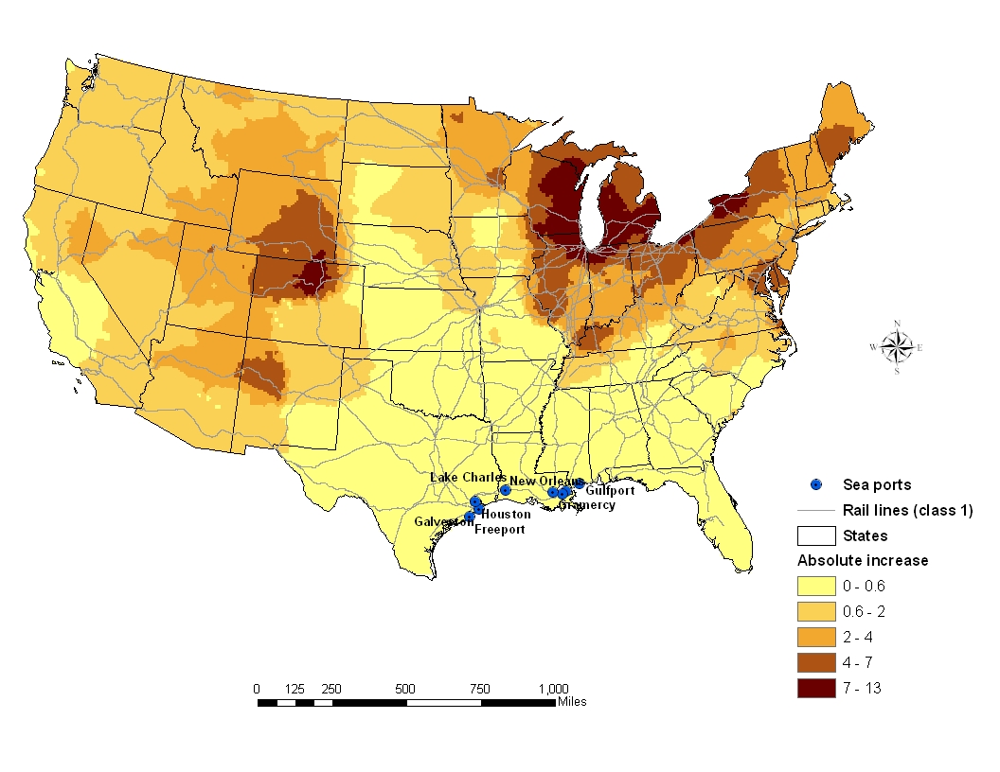 N
W E
S
Lake Charles New Orleans
Gulfport
Gramercy
Houston
Galveston
Freeport
Sea ports
Rail lines (class 1)
States
Absolute increase
0 - 0.6
0.6 - 2
2 - 4
4 - 7
7 - 13
0 125 250 500 750 1,000
Miles